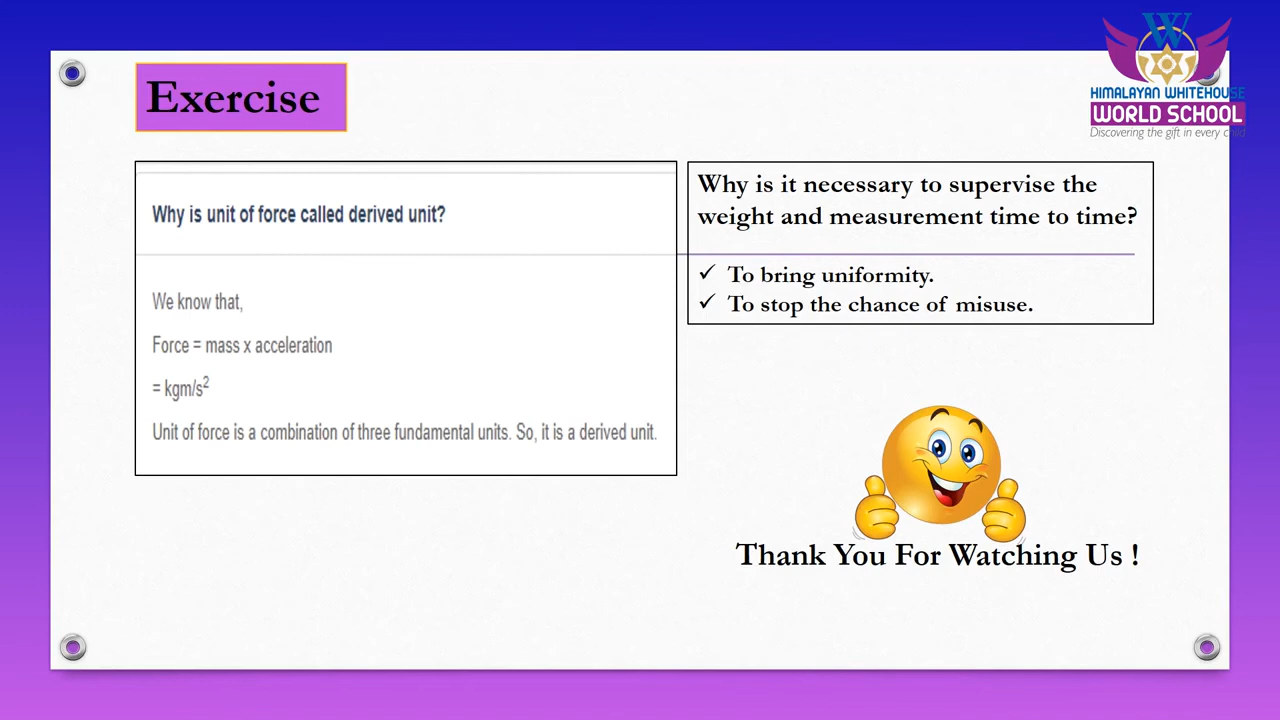 W
HIMALAYAN WHITEHOUSE
WORLD SCHOOL
Discovering the gift in every child
Exercise
Why is unit of force called derived unit?
We know that,
Force = mass x acceleration
= kgm/s²
Unit of force is a combination of three fundamental units. So, it is a derived unit.
Why is it necessary to supervise the
weight and measurement time to time?
✓ To bring uniformity.
✓ To stop the chance of misuse.
Thank You For Watching Us !